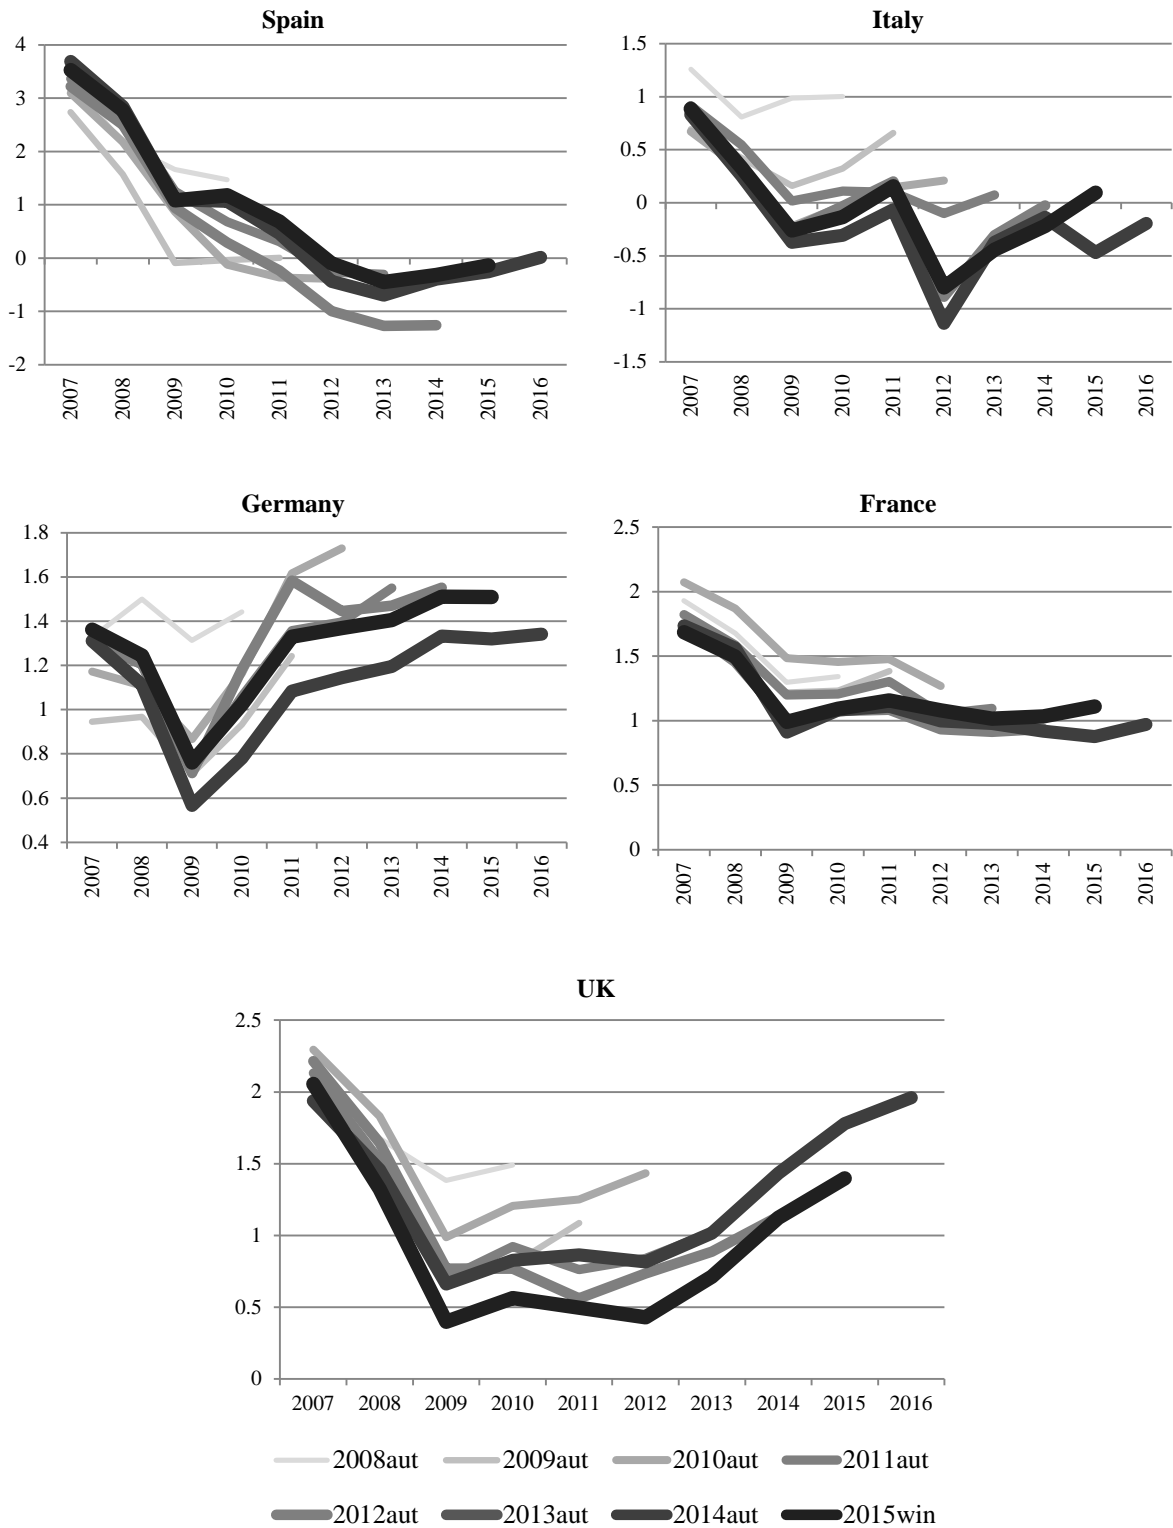 Spain
4
3
2
1
0
-1
-2
2007 2008 2009 2010 2011 2012 2013 2014 2015 2016
Italy
1.5
1
0.5
0
-0.5
-1
-1.5
2007 2008 2009 2010 2011 2012 2013 2014 2015 2016
Germany
1.8
1.6
1.4
1.2
1
0.8
0.6
0.4
2007 2008 2009 2010 2011 2012 2013 2014 2015 2016
France
2.5
2
1.5
1
0.5
0
2007 2008 2009 2010 2011 2012 2013 2014 2015 2016
UK
2.5
2
1.5
1
0.5
0
2007 2008 2009 2010 2011 2012 2013 2014 2015 2016
2008aut 2009aut 2010aut 2011aut
2012aut 2013aut 2014aut 2015win